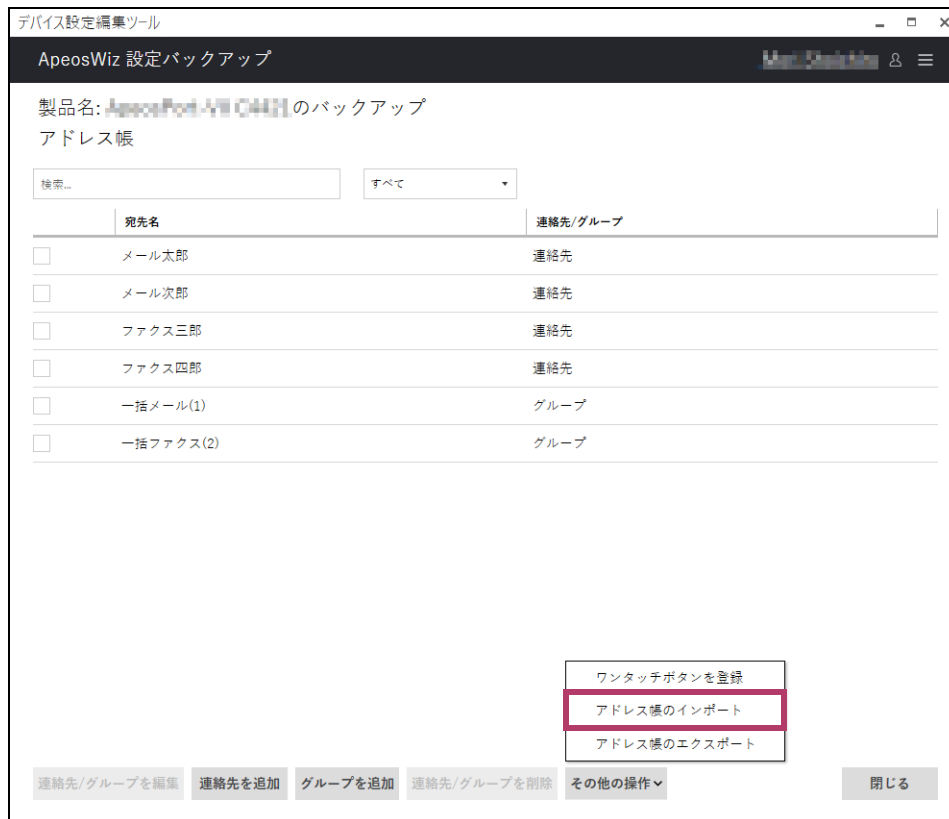 デバイス設定編集ツール
ApeosWiz 設定バックアップ
製品名: のバックアップ
アドレス帳
検索... すべて
宛先名 連絡先/グループ
メール太郎 連絡先
メール次郎 連絡先
ファクス三郎 連絡先
ファクス四郎 連絡先
一括メール(1) グループ
一括ファクス(2) グループ
ワンタッチボタンを登録
アドレス帳のインポート
アドレス帳のエクスポート
連絡先/グループを編集 連絡先を追加 グループを追加 連絡先/グループを削除 その他の操作 閉じる